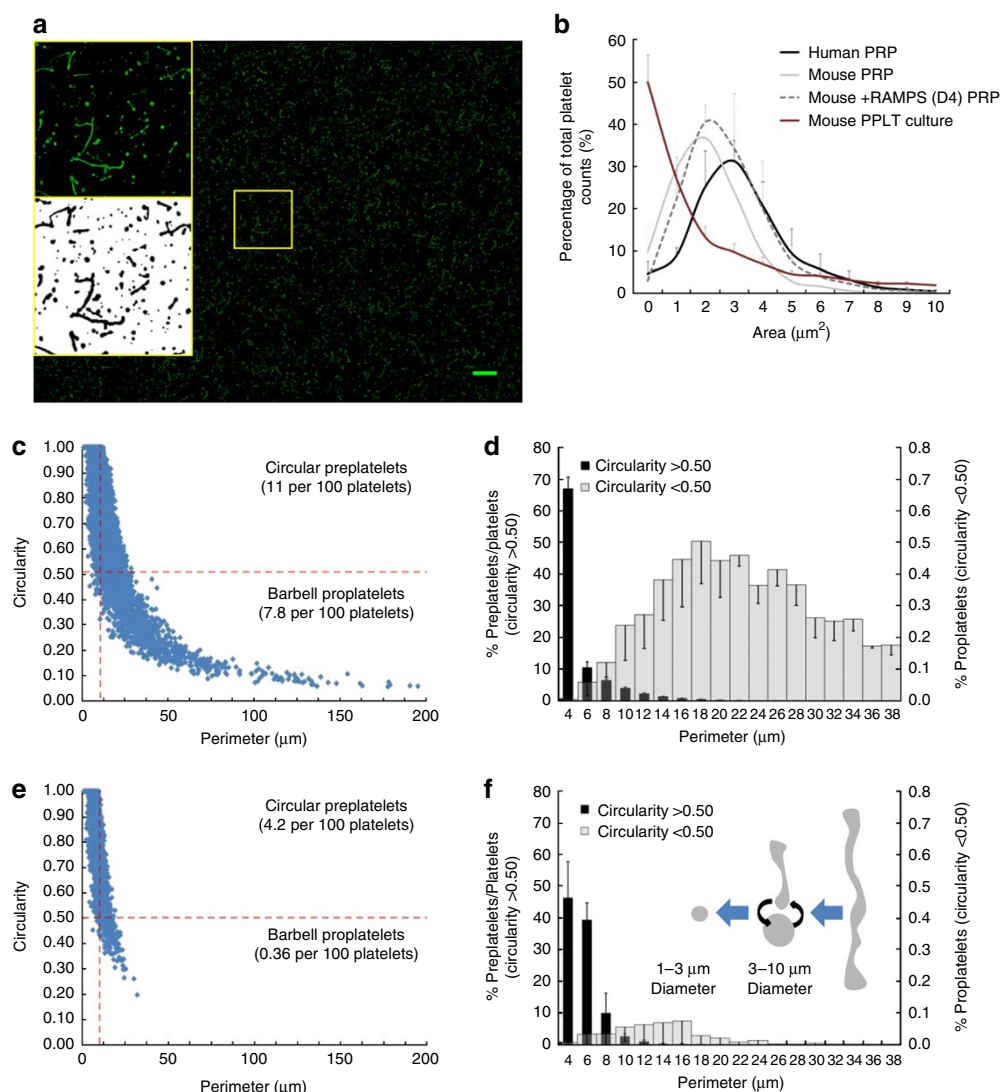 a
b
60
50
40
30
20
10
0
Percentage of total platelet
counts (%)
Human PRP
Mouse PRP
Mouse +RAMPS (D4) PRP
Mouse PPLT culture
0 1 2 3 4 5 6 7 8 9 10
Area (μm²)
c
1.00
0.90
0.80
0.70
0.60
0.50
0.40
0.30
0.20
0.10
0.00
Circularity
Circular preplatelets
(11 per 100 platelets)
Barbell proplatelets
(7.8 per 100 platelets)
0 50 100 150 200
Perimeter (μm)
d
80
70
60
50
40
30
20
10
0
% Preplatelets/platelets
(circularity >0.50)
Circularity >0.50
Circularity <0.50
0.8
0.7
0.6
0.5
0.4
0.3
0.2
0.1
0.0
% Proplatelets (circularity <0.50)
4 6 8 10 12 14 16 18 20 22 24 26 28 30 32 34 36 38
Perimeter (μm)
e
1.00
0.90
0.80
0.70
0.60
0.50
0.40
0.30
0.20
0.10
0.00
Circularity
Circular preplatelets
(4.2 per 100 platelets)
Barbell proplatelets
(0.36 per 100 platelets)
0 50 100 150 200
Perimeter (μm)
f
80
70
60
50
40
30
20
10
0
% Preplatelets/Platelets
(circularity >0.50)
Circularity >0.50
Circularity <0.50
1–3 μm
Diameter
3–10 μm
Diameter
0.8
0.7
0.6
0.5
0.4
0.3
0.2
0.1
0.0
% Proplatelets (circularity <0.50)
4 6 8 10 12 14 16 18 20 22 24 26 28 30 32 34 36 38
Perimeter (μm)